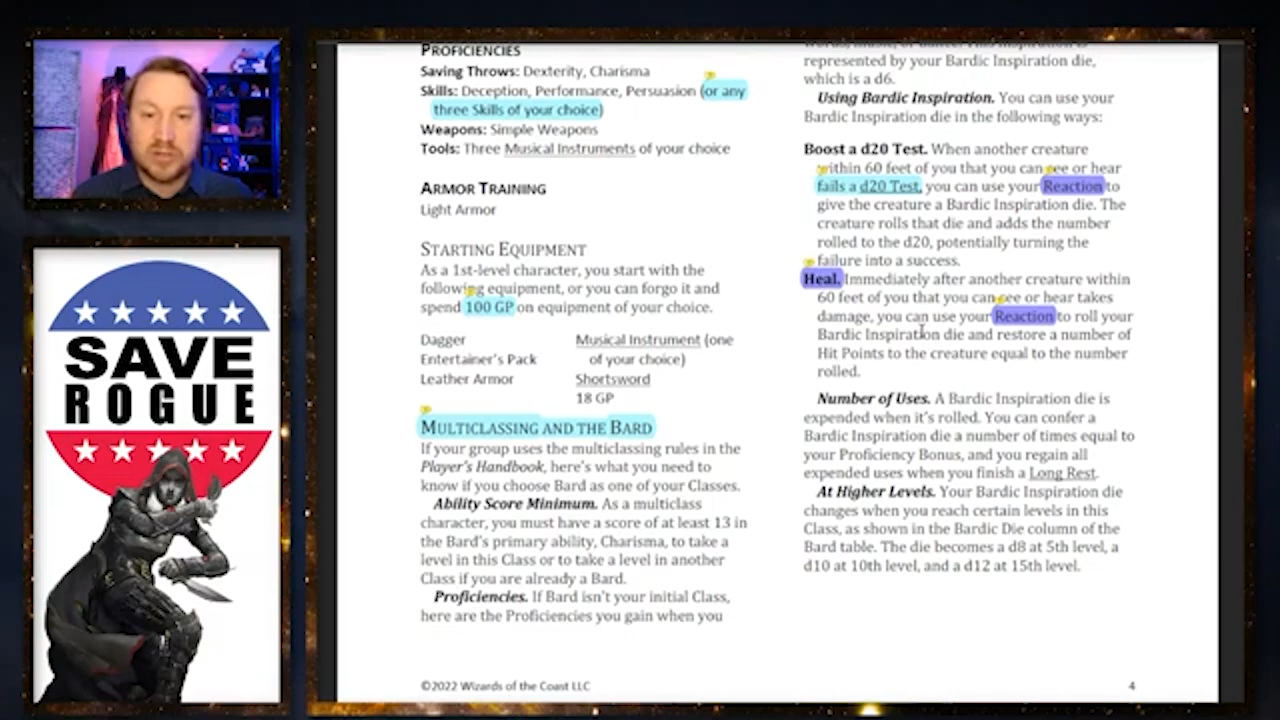 SAVE
ROGUE
PROFICIENCIES
Saving Throws: Dexterity, Charisma
Skills: Deception, Performance, Persuasion (or any
three Skills of your choice)
Weapons: Simple Weapons
Tools: Three Musical Instruments of your choice
ARMOR TRAINING
Light Armor
STARTING EQUIPMENT
As a 1st-level character, you start with the
following equipment, or you can forgo it and
spend 100 GP on equipment of your choice.
Dagger
Entertainer's Pack
Leather Armor
Musical Instrument (one
of your choice)
Shortsword
18 GP
MULTICLASSING AND THE BARD
If your group uses the multiclassing rules in the
Player's Handbook, here's what you need to
know if you choose Bard as one of your Classes.
Ability Score Minimum. As a multiclass
character, you must have a score of at least 13 in
the Bard's primary ability, Charisma, to take a
level in this Class or to take a level in another
Class if you are already a Bard.
Proficiencies. If Bard isn't your initial Class,
here are the Proficiencies you gain when you
represented by your Bardic Inspiration die,
which is a d6.
Using Bardic Inspiration. You can use your
Bardic Inspiration die in the following ways:
Boost a d20 Test. When another creature
within 60 feet of you that you can see or hear
fails a d20 Test, you can use your Reaction to
give the creature a Bardic Inspiration die. The
creature rolls that die and adds the number
rolled to the d20, potentially turning the
failure into a success.
Heal. Immediately after another creature within
60 feet of you that you can see or hear takes
damage, you can use your Reaction to roll your
Bardic Inspiration die and restore a number of
Hit Points to the creature equal to the number
rolled.
Number of Uses. A Bardic Inspiration die is
expended when it's rolled. You can confer a
Bardic Inspiration die a number of times equal to
your Proficiency Bonus, and you regain all
expended uses when you finish a Long Rest.
At Higher Levels. Your Bardic Inspiration die
changes when you reach certain levels in this
Class, as shown in the Bardic Die column of the
Bard table. The die becomes a d8 at 5th level, a
d10 at 10th level, and a d12 at 15th level.
©2022 Wizards of the Coast LLC
4